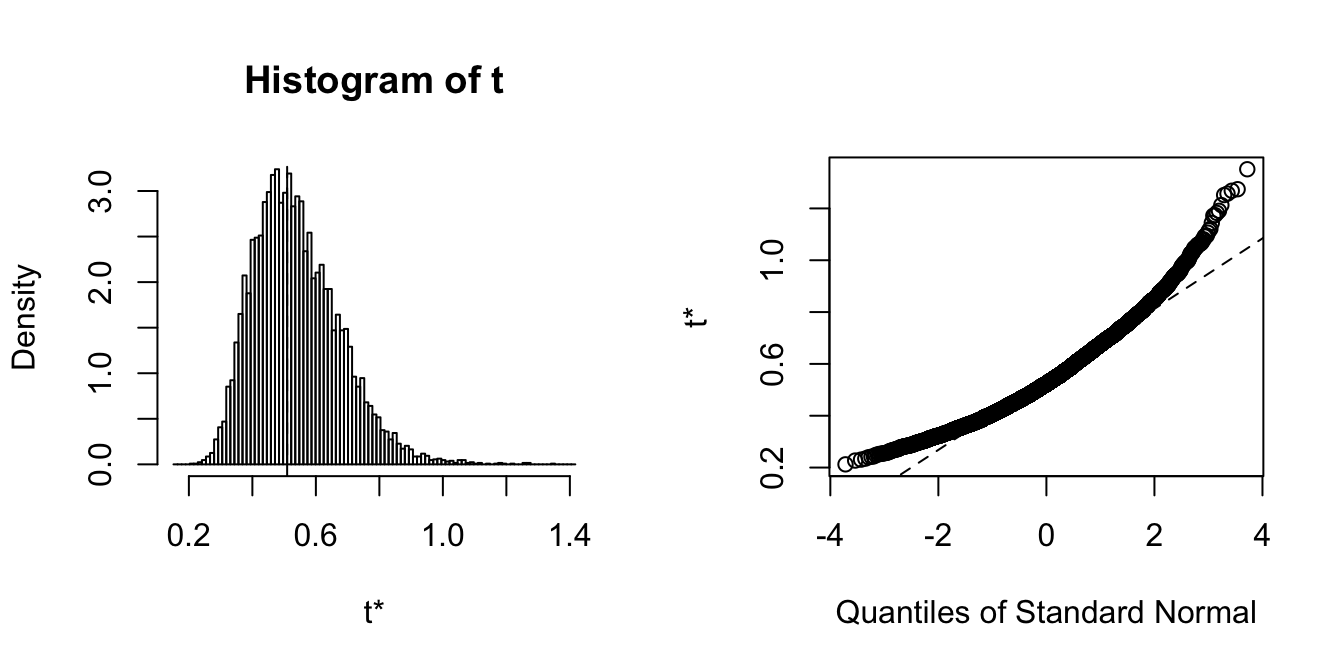 Histogram of t
Density
0.0 1.0 2.0 3.0
0.2 0.6 1.0 1.4
t*
t*
0.2 0.6 1.0
-4 -2 0 2 4
Quantiles of Standard Normal